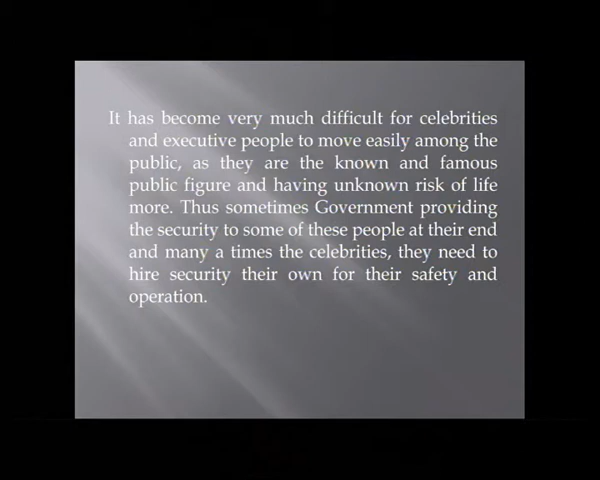 It has become very much difficult for celebrities
and executive people to move easily among the
public, as they are the known and famous
public figure and having unknown risk of life
more. Thus sometimes Government providing
the security to some of these people at their end
and many a times the celebrities, they need to
hire security their own for their safety and
operation.